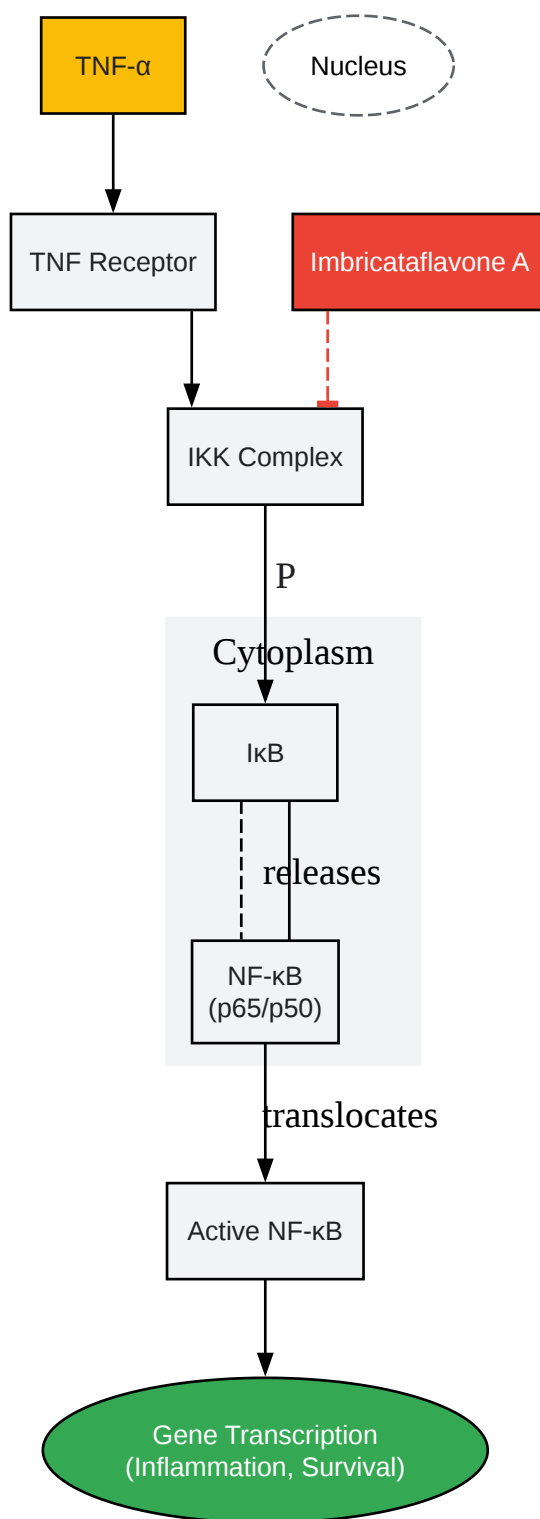 TNF-α
Nucleus
TNF Receptor
Imbricataflavone A
IKK Complex
P
Cytoplasm
IκB
releases
NF-κB
(p65/p50)
translocates
Active NF-κB
Gene Transcription
(Inflammation, Survival)